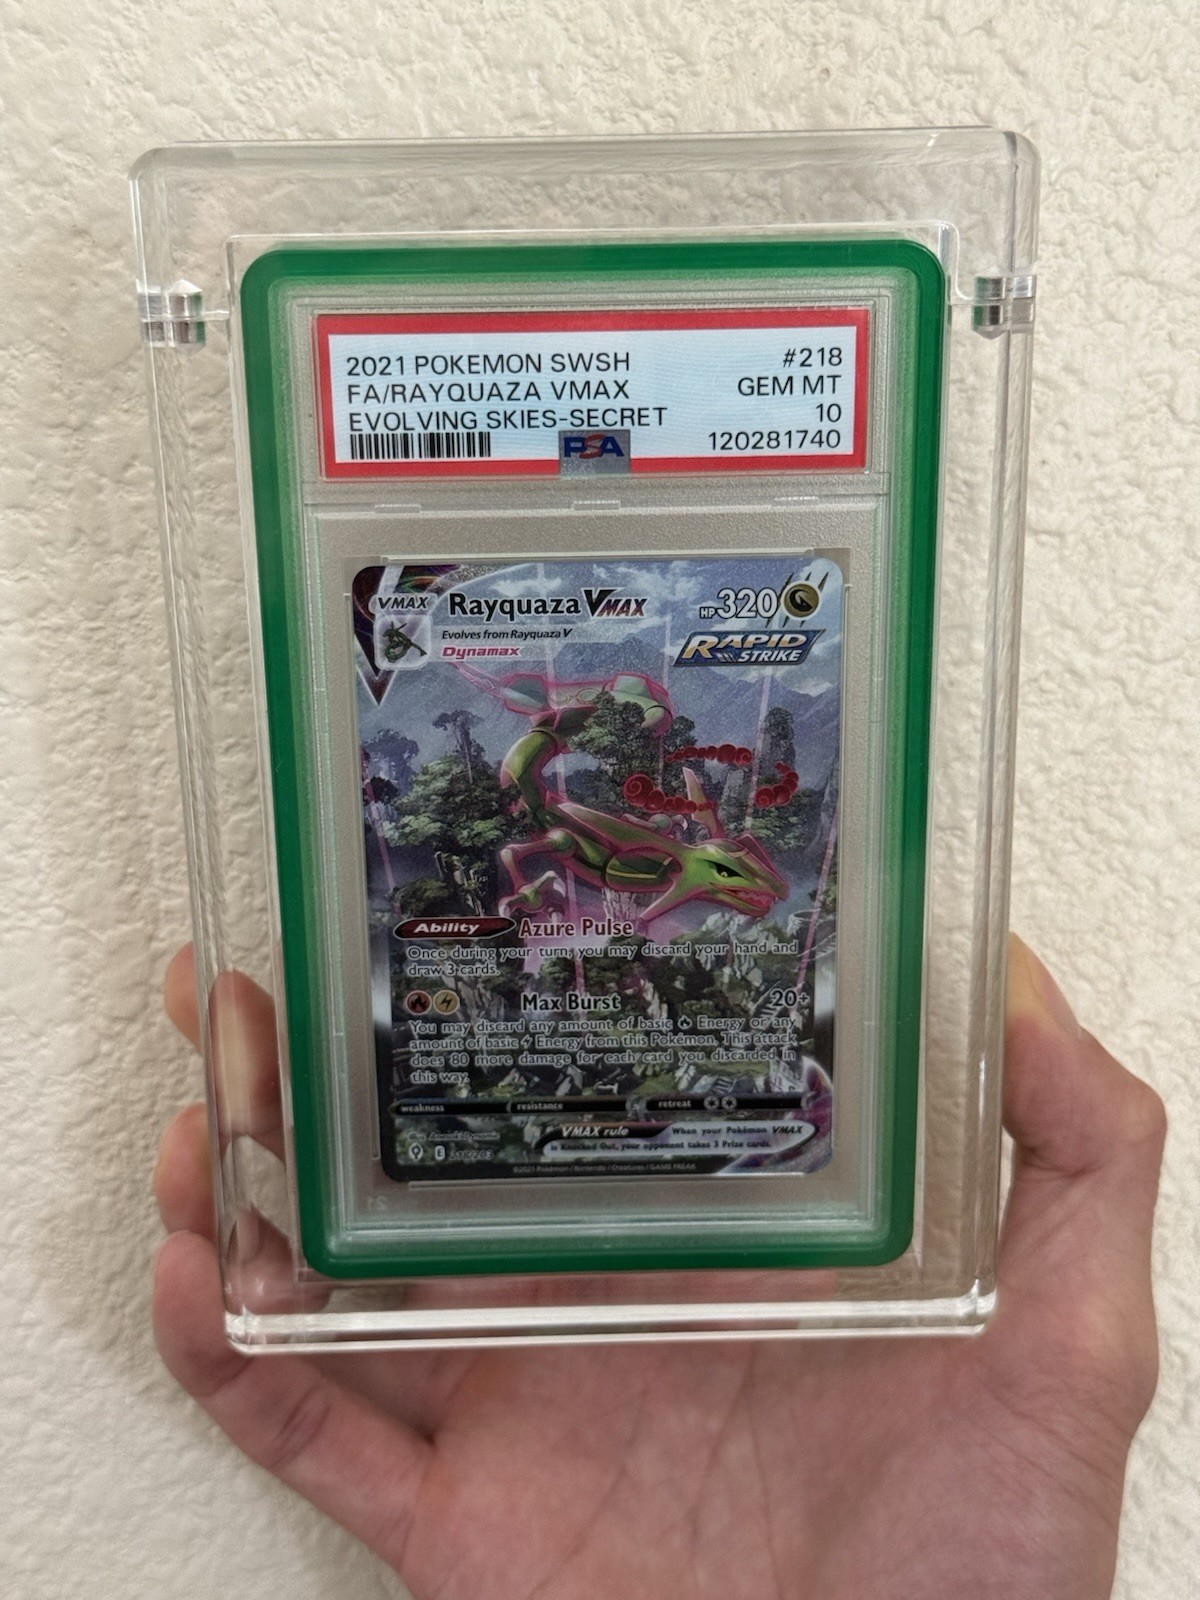 2021 POKEMON SWSH #218
FA/RAYQUAZA VMAX GEM MT
EVOLVING SKIES-SECRET 10
PSA 120281740
VMAX Rayquaza VMAX HP 320
Evolves from Rayquaza V
Dynamax
RAPID
STRIKE
Ability Azure Pulse
Once during your turn, you may discard your hand and
draw 3 cards.
Max Burst 20+
You may discard any amount of basic Energy or any
amount of basic Energy from this Pokémon. This attack
does 80 more damage for each card you discarded in
this way.
weakness resistance retreat
VMAX rule When your Pokémon VMAX
is Knocked Out, your opponent takes 3 Prize cards.
E 218/203
©2021 Pokémon / Nintendo / Creatures / GAME FREAK